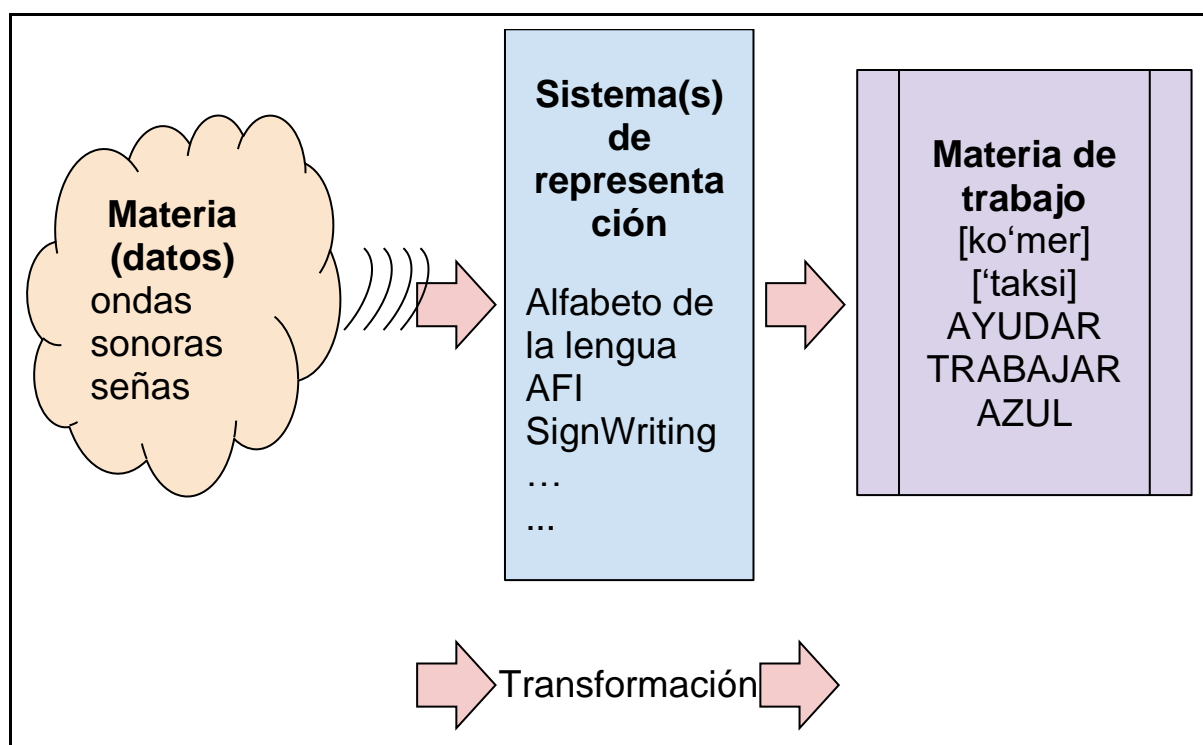 Materia
(datos)
ondas
sonoras
señas
Sistema(s)
de
representa
ción
Alfabeto de
la lengua
AFI
SignWriting
…
...
Materia de
trabajo
[ko‘mer]
[‘taksi]
AYUDAR
TRABAJAR
AZUL
Transformación